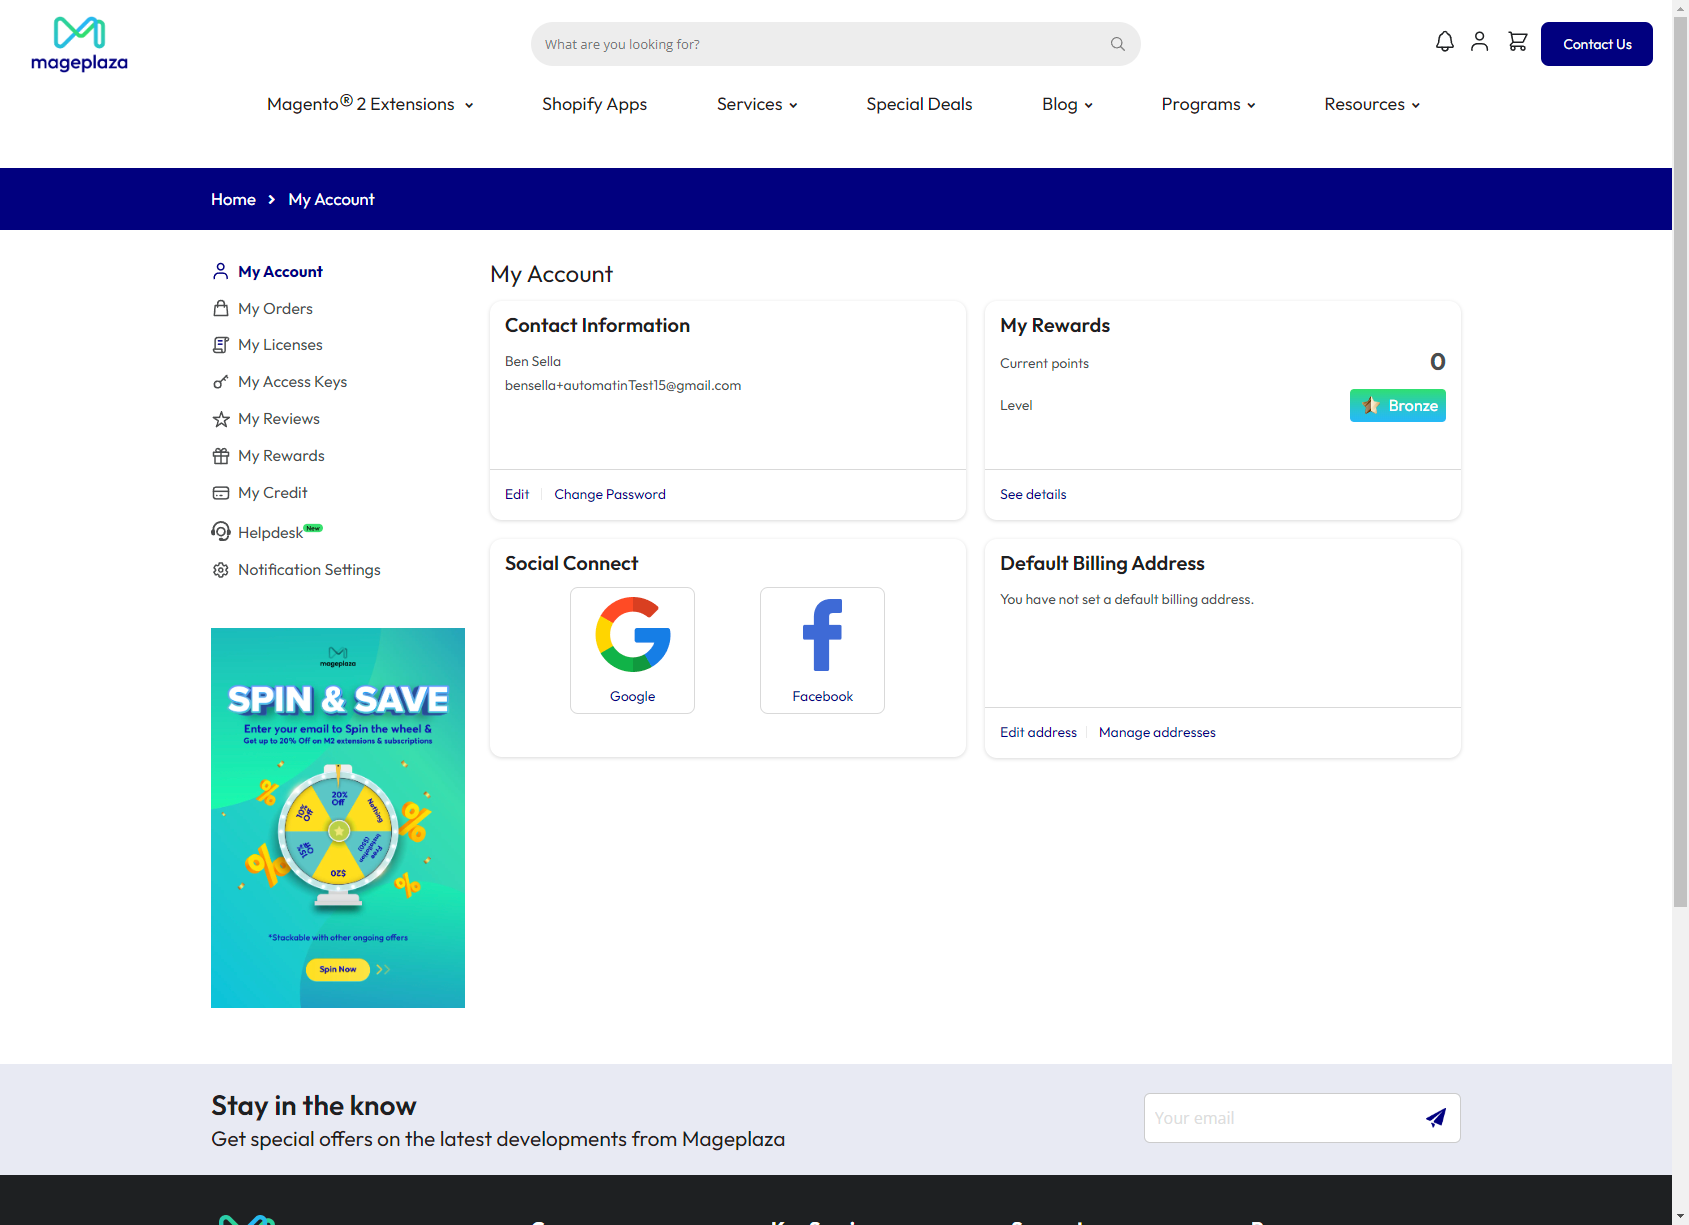 mageplaza
What are you looking for?
Contact Us
Magento® 2 Extensions
Shopify Apps
Services
Special Deals
Blog
Programs
Resources
Home
My Account
My Account
My Orders
My Licenses
My Access Keys
My Reviews
My Rewards
My Credit
Helpdesk New
Notification Settings
mageplaza
SPIN & SAVE
Enter your email to Spin the wheel &
Get up to 20% Off on M2 extensions & subscriptions
20% Off
Nothing
Free Installation ($50)
$20
15% Off
10% Off
*Stackable with other ongoing offers
Spin Now
My Account
Contact Information
Ben Sella
bensella+automatinTest15@gmail.com
Edit
Change Password
My Rewards
Current points
0
Level
Bronze
See details
Social Connect
Google
Facebook
Default Billing Address
You have not set a default billing address.
Edit address
Manage addresses
Stay in the know
Get special offers on the latest developments from Mageplaza
Your email